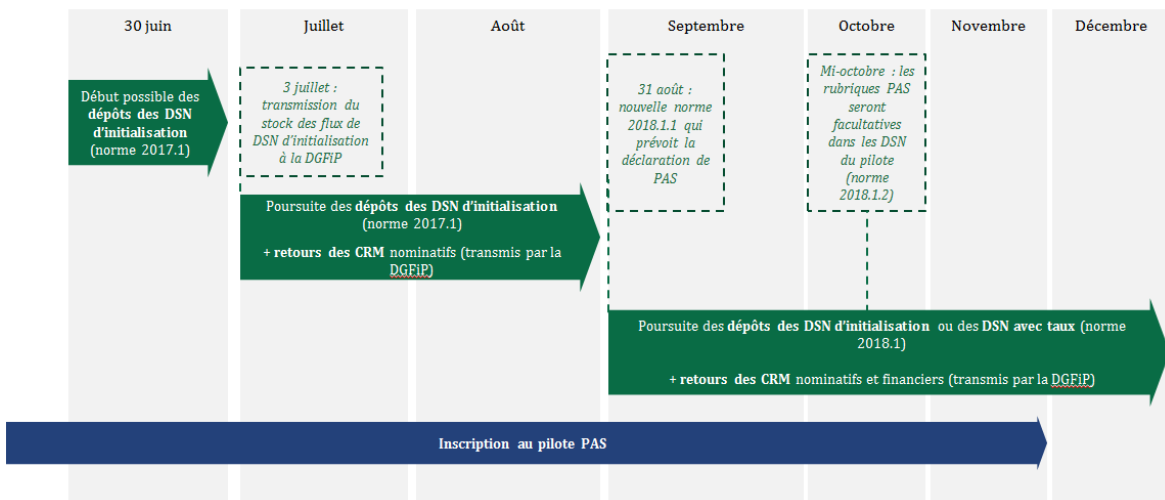 30 juin
Juillet
Août
Septembre
Octobre
Novembre
Décembre
Début possible des
dépôts des DSN
d'initialisation
(norme 2017.1)
3 juillet :
transmission du
stock des flux de
DSN d'initialisation
à la DGFiP
31 août :
nouvelle norme
2018.1.1 qui
prévoit la
déclaration de
PAS
Mi-octobre : les
rubriques PAS
seront
facultatives
dans les DSN
du pilote
(norme
2018.1.2)
Poursuite des dépôts des DSN d'initialisation
(norme 2017.1)
+ retours des CRM nominatifs (transmis par la
DGFiP)
Poursuite des dépôts des DSN d'initialisation ou des DSN avec taux (norme
2018.1)
+ retours des CRM nominatifs et financiers (transmis par la DGFiP)
Inscription au pilote PAS